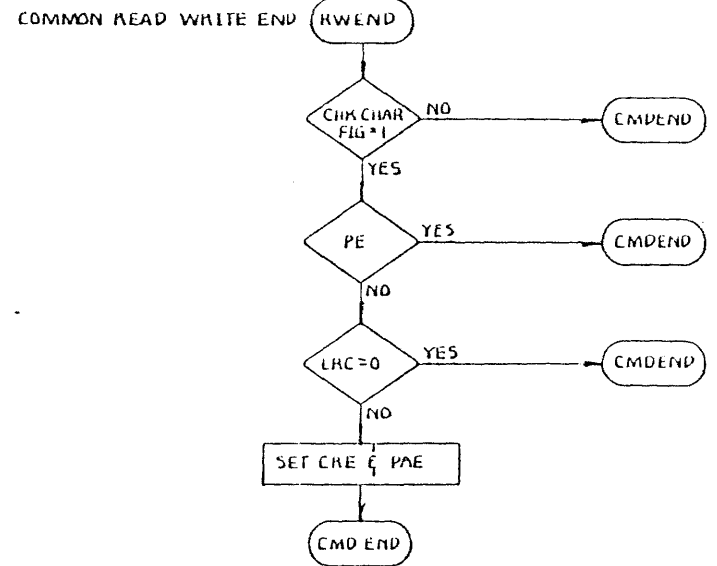 COMMON READ WRITE END
RWEND
CHK CHAR
FIG = 1
NO
CMDEND
YES
PE
YES
CMDEND
NO
LRC = 0
YES
CMDEND
NO
SET CRE & PAE
CMD END